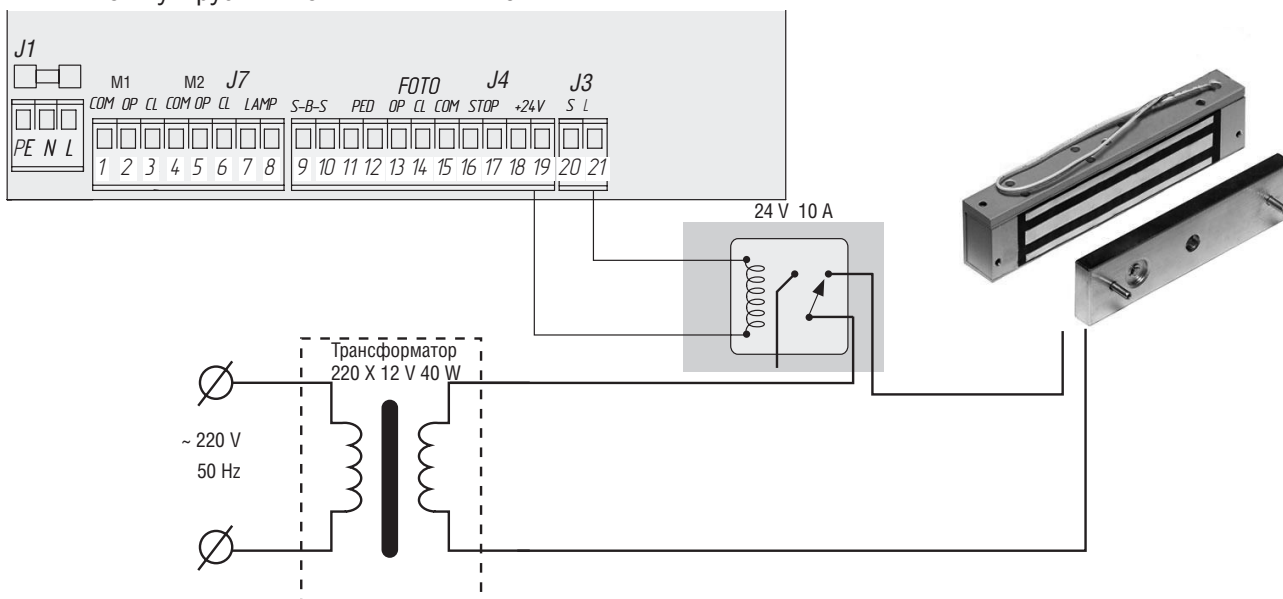 J1
M1 M2 J7 FOTO J4 J3
COM OP CL COM OP CL LAMP S-B-S PED OP CL COM STOP +24V S L
PE N L
1 2 3 4 5 6 7 8 9 10 11 12 13 14 15 16 17 18 19 20 21
24 V 10 A
Трансформатор
220 X 12 V 40 W
~ 220 V
50 Hz